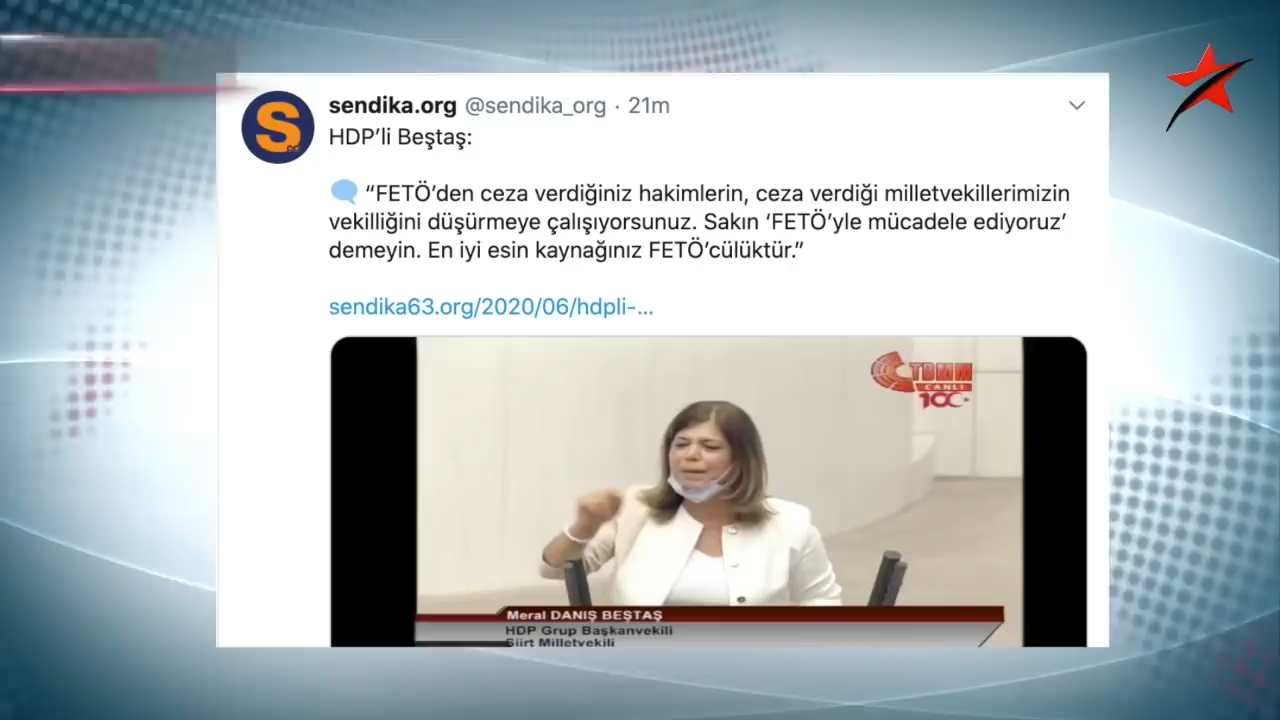 sendika.org @sendika_org · 21m
HDP’li Beştaş:
“FETÖ’den ceza verdiğiniz hakimlerin, ceza verdiği milletvekillerimizin
vekilliğini düşürmeye çalışıyorsunuz. Sakın ‘FETÖ’yle mücadele ediyoruz’
demeyin. En iyi esin kaynağınız FETÖ’cülüktür.”
sendika63.org/2020/06/hdpli-...
TBMM
CANLI
100
Meral DANIŞ BEŞTAŞ
HDP Grup Başkanvekili
Siirt Milletvekili